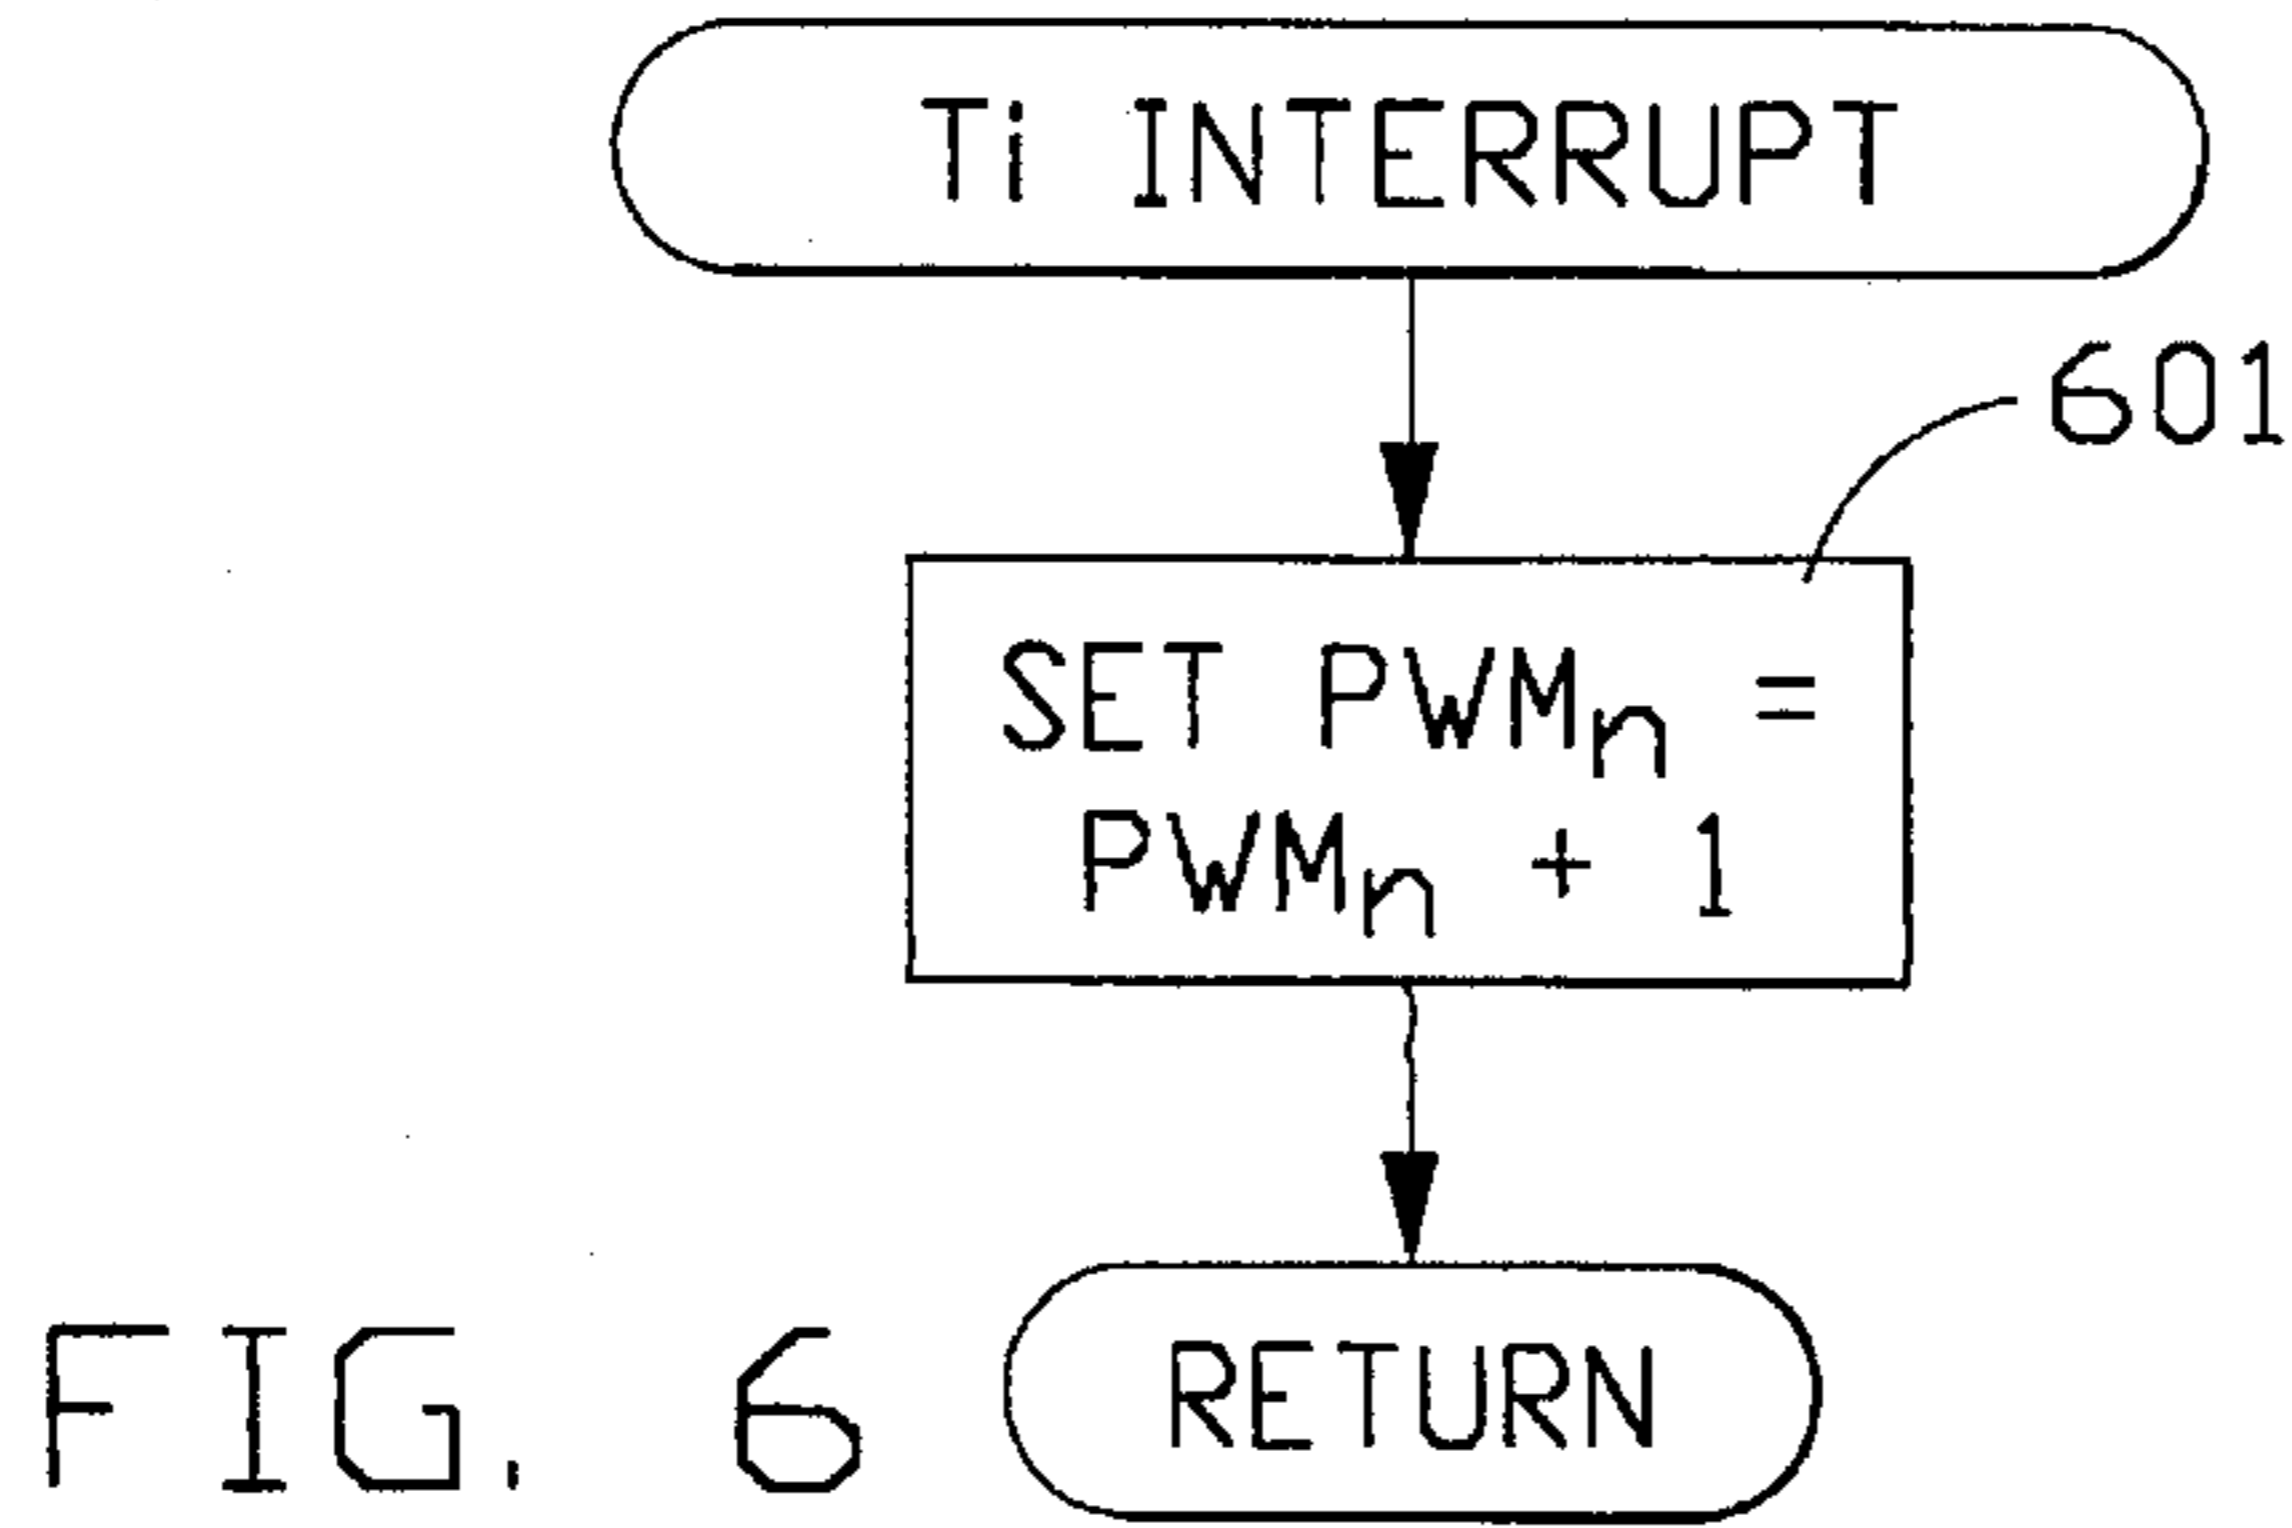 Ti INTERRUPT
601
SET PWMn =
PWMn + 1
RETURN
FIG. 6